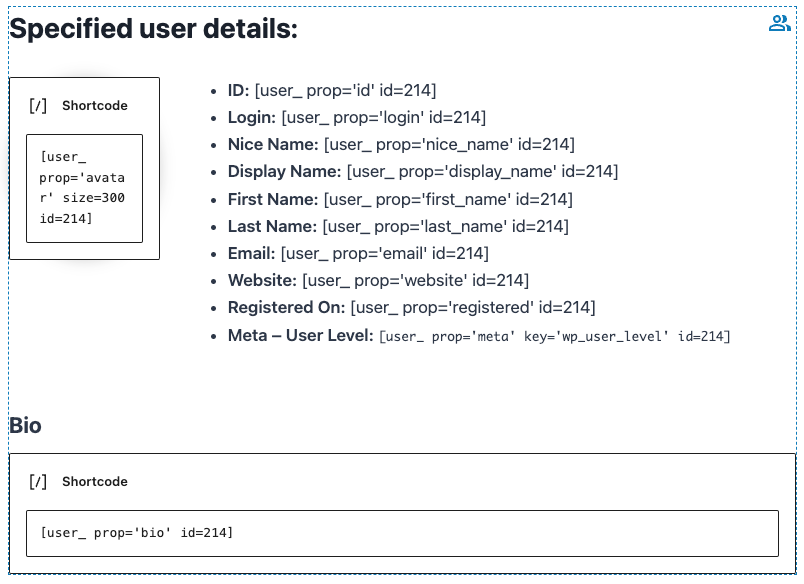 Specified user details:
[/] Shortcode
[user_
prop='avata
r' size=300
id=214]
• ID: [user_ prop='id' id=214]
• Login: [user_ prop='login' id=214]
• Nice Name: [user_ prop='nice_name' id=214]
• Display Name: [user_ prop='display_name' id=214]
• First Name: [user_ prop='first_name' id=214]
• Last Name: [user_ prop='last_name' id=214]
• Email: [user_ prop='email' id=214]
• Website: [user_ prop='website' id=214]
• Registered On: [user_ prop='registered' id=214]
• Meta – User Level: [user_ prop='meta' key='wp_user_level' id=214]
Bio
[/] Shortcode
[user_ prop='bio' id=214]